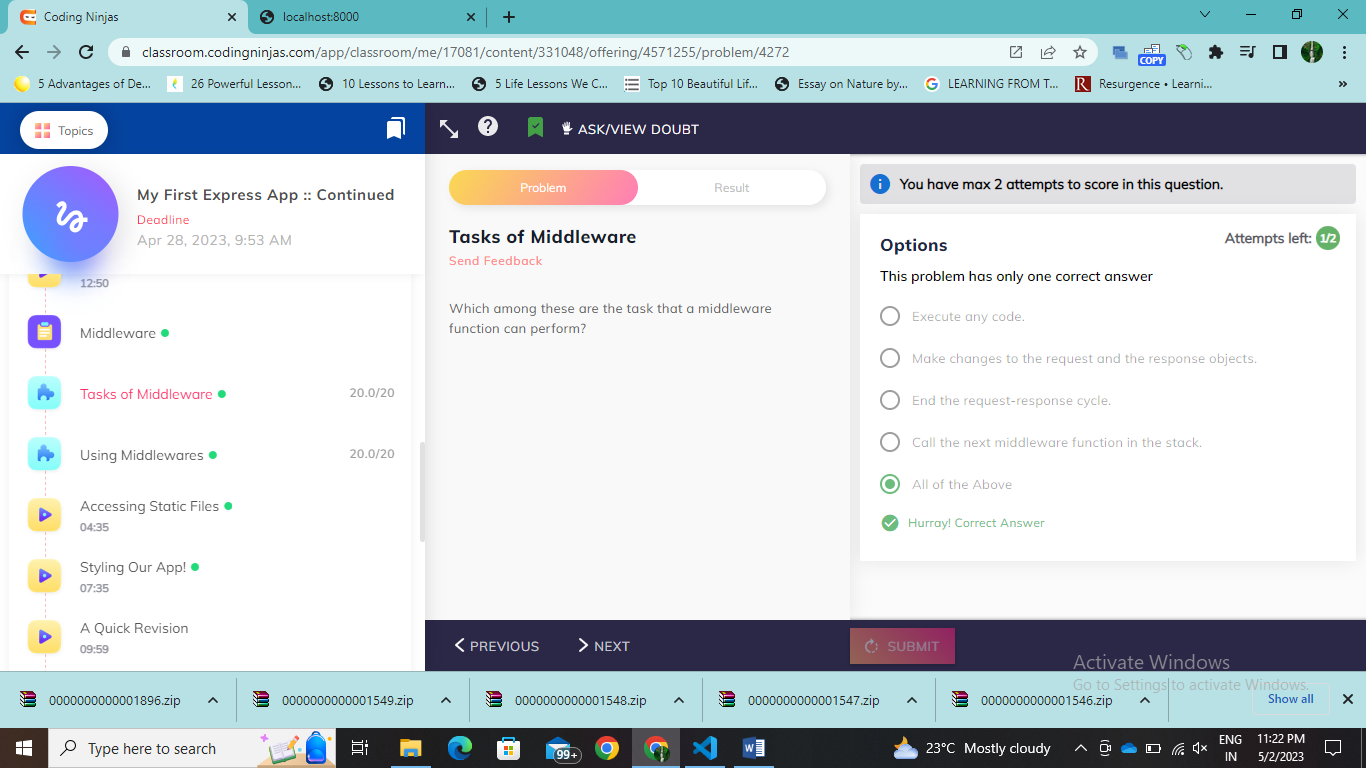 Coding Ninjas
localhost:8000
classroom.codingninjas.com/app/classroom/me/17081/content/331048/offering/4571255/problem/4272
COPY
5 Advantages of De...
26 Powerful Lesson...
10 Lessons to Learn...
5 Life Lessons We C...
Top 10 Beautiful Lif...
Essay on Nature by...
LEARNING FROM T...
Resurgence • Learni...
Topics
? ASK/VIEW DOUBT
My First Express App :: Continued
Deadline
Apr 28, 2023, 9:53 AM
12:50
Middleware
Tasks of Middleware 20.0/20
Using Middlewares 20.0/20
Accessing Static Files
04:35
Styling Our App!
07:35
A Quick Revision
09:59
Problem
Result
Tasks of Middleware
Send Feedback
Which among these are the task that a middleware
function can perform?
You have max 2 attempts to score in this question.
Options
Attempts left: 1/2
This problem has only one correct answer
Execute any code.
Make changes to the request and the response objects.
End the request-response cycle.
Call the next middleware function in the stack.
All of the Above
Hurray! Correct Answer
PREVIOUS
NEXT
SUBMIT
Activate Windows
Go to Settings to activate Windows.
0000000000001896.zip
0000000000001549.zip
0000000000001548.zip
0000000000001547.zip
0000000000001546.zip
Show all
Type here to search
99+
23°C Mostly cloudy
ENG
IN
11:22 PM
5/2/2023